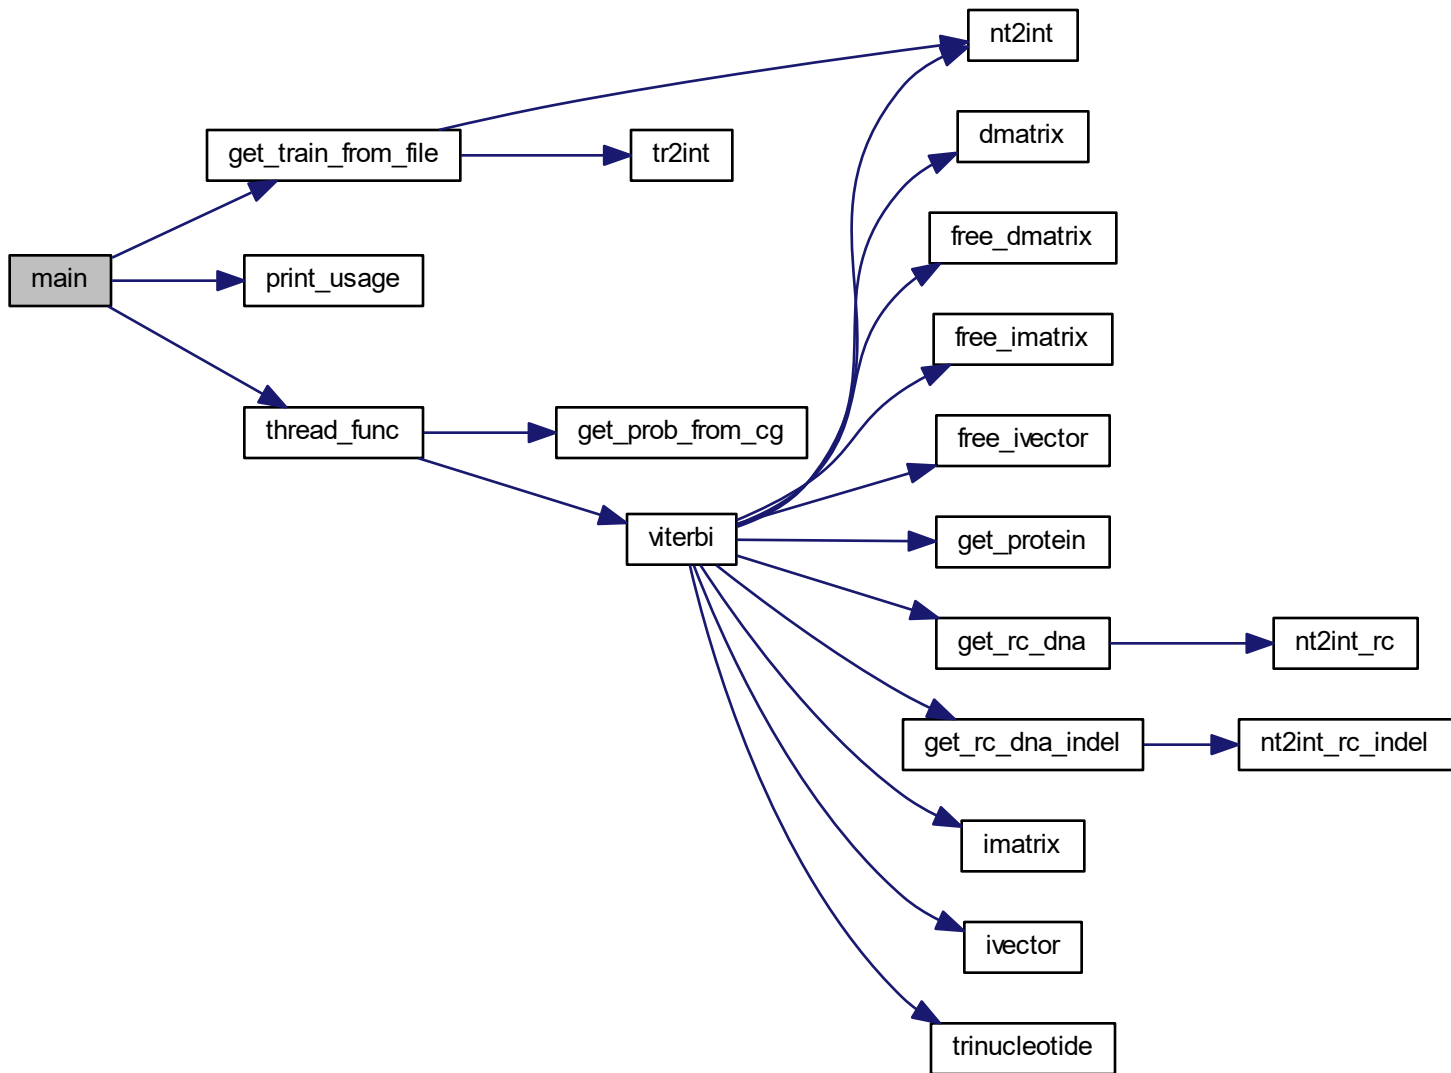 nt2int
dmatrix
get_train_from_file
tr2int
free_dmatrix
main
print_usage
free_imatrix
thread_func
get_prob_from_cg
free_ivector
viterbi
get_protein
get_rc_dna
nt2int_rc
get_rc_dna_indel
nt2int_rc_indel
imatrix
ivector
trinucleotide